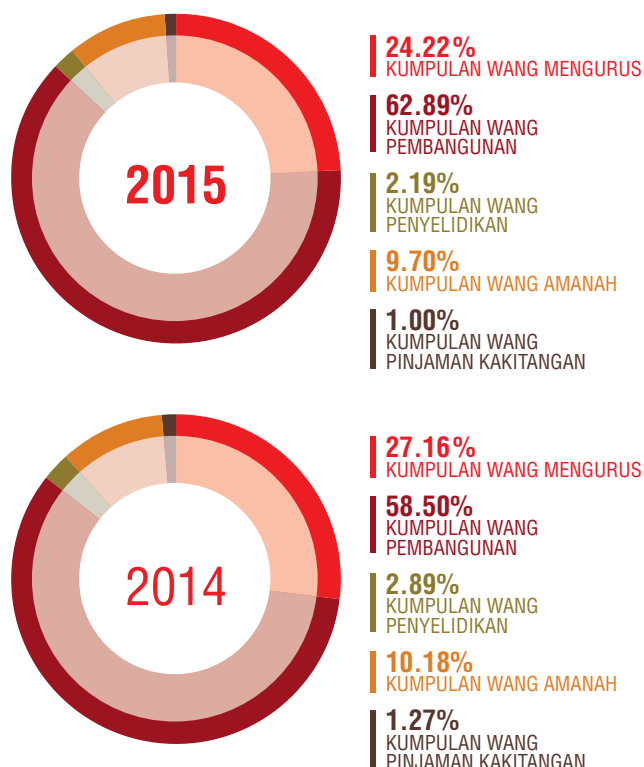 2015
24.22%
KUMPULAN WANG MENGURUS
62.89%
KUMPULAN WANG
PEMBANGUNAN
2.19%
KUMPULAN WANG
PENYELIDIKAN
9.70%
KUMPULAN WANG AMANAH
1.00%
KUMPULAN WANG
PINJAMAN KAKITANGAN
2014
27.16%
KUMPULAN WANG MENGURUS
58.50%
KUMPULAN WANG
PEMBANGUNAN
2.89%
KUMPULAN WANG
PENYELIDIKAN
10.18%
KUMPULAN WANG AMANAH
1.27%
KUMPULAN WANG
PINJAMAN KAKITANGAN